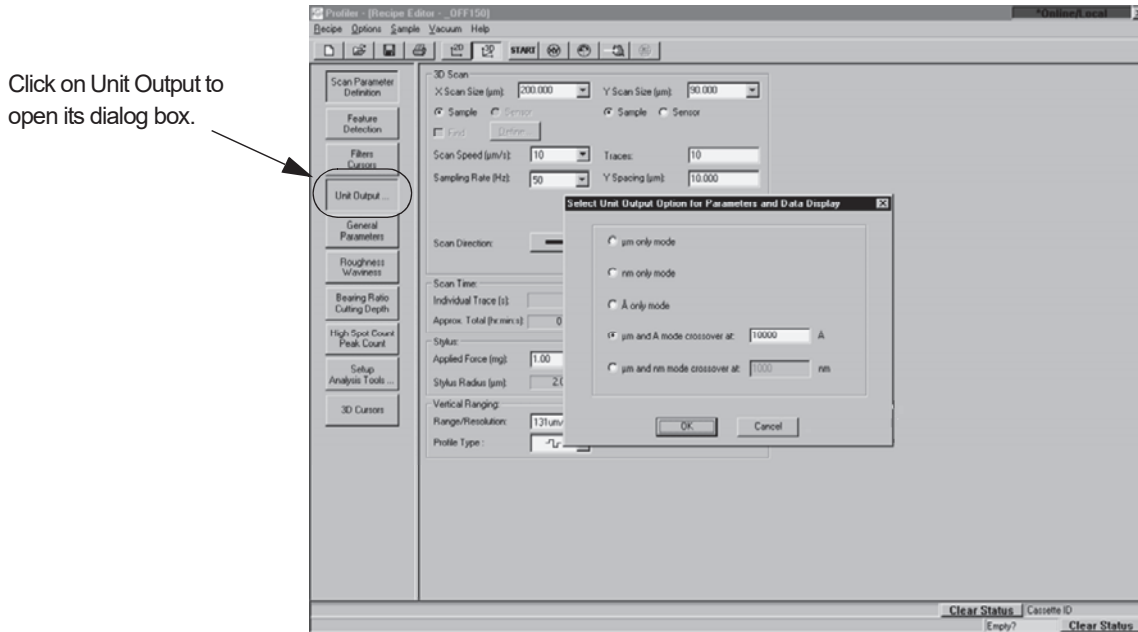 Click on Unit Output to
open its dialog box.
Profiler - [Recipe Editor - _OFF150]
*Online/Local
Recipe Options Sample Vacuum Help
2D 3D START
Scan Parameter
Definition
Feature
Detection
Filters
Cursors
Unit Output ...
General
Parameters
Roughness
Waviness
Bearing Ratio
Cutting Depth
High Spot Count
Peak Count
Setup
Analysis Tools ...
3D Cursors
3D Scan
X Scan Size (µm): 200.000 Y Scan Size (µm): 90.000
Sample Sensor Sample Sensor
Find Define...
Scan Speed (µm/s): 10 Traces: 10
Sampling Rate (Hz): 50 Y Spacing (µm): 10.000
Scan Direction:
Scan Time:
Individual Trace (s):
Approx. Total (hr:min:s): 0
Stylus:
Applied Force (mg): 1.00
Stylus Radius (µm): 2.0
Vertical Ranging:
Range/Resolution: 131um/
Profile Type :
Select Unit Output Option for Parameters and Data Display
µm only mode
nm only mode
Å only mode
µm and A mode crossover at: 10000 A
µm and nm mode crossover at: 1000 nm
OK Cancel
Clear Status Cassette ID
Empty? Clear Status